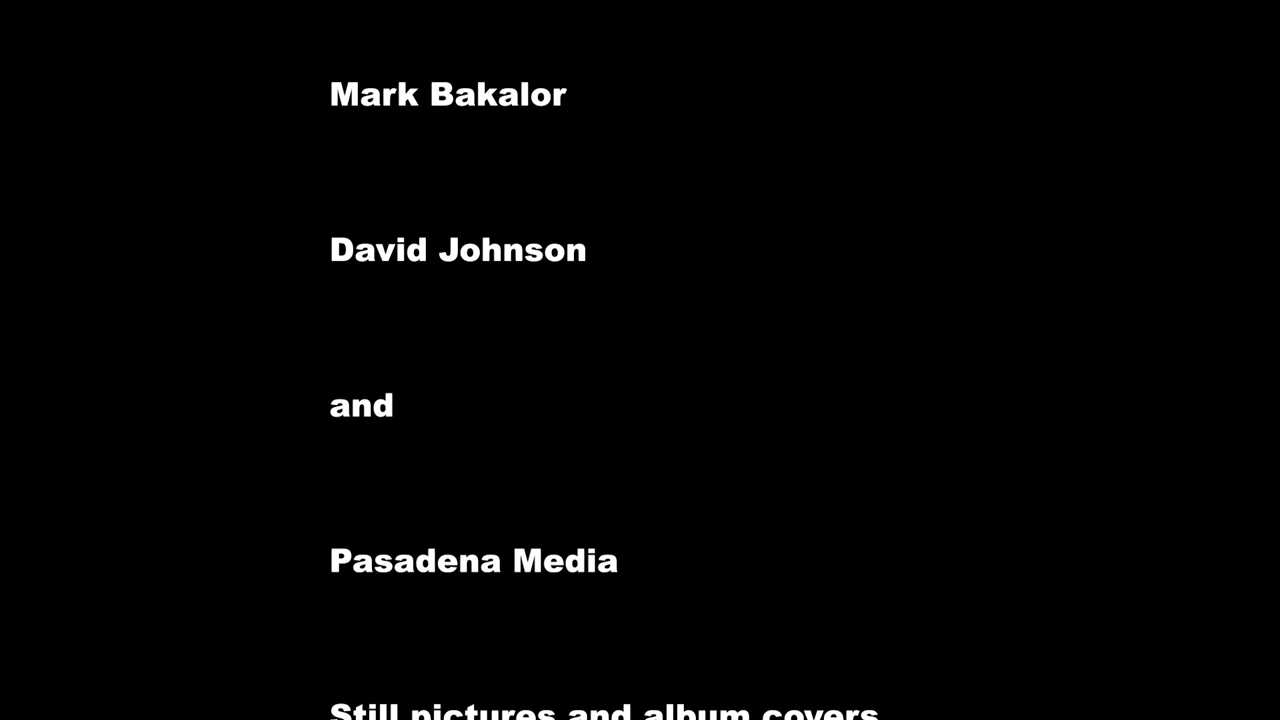 Mark Bakalor
David Johnson
and
Pasadena Media
Still pictures and album covers